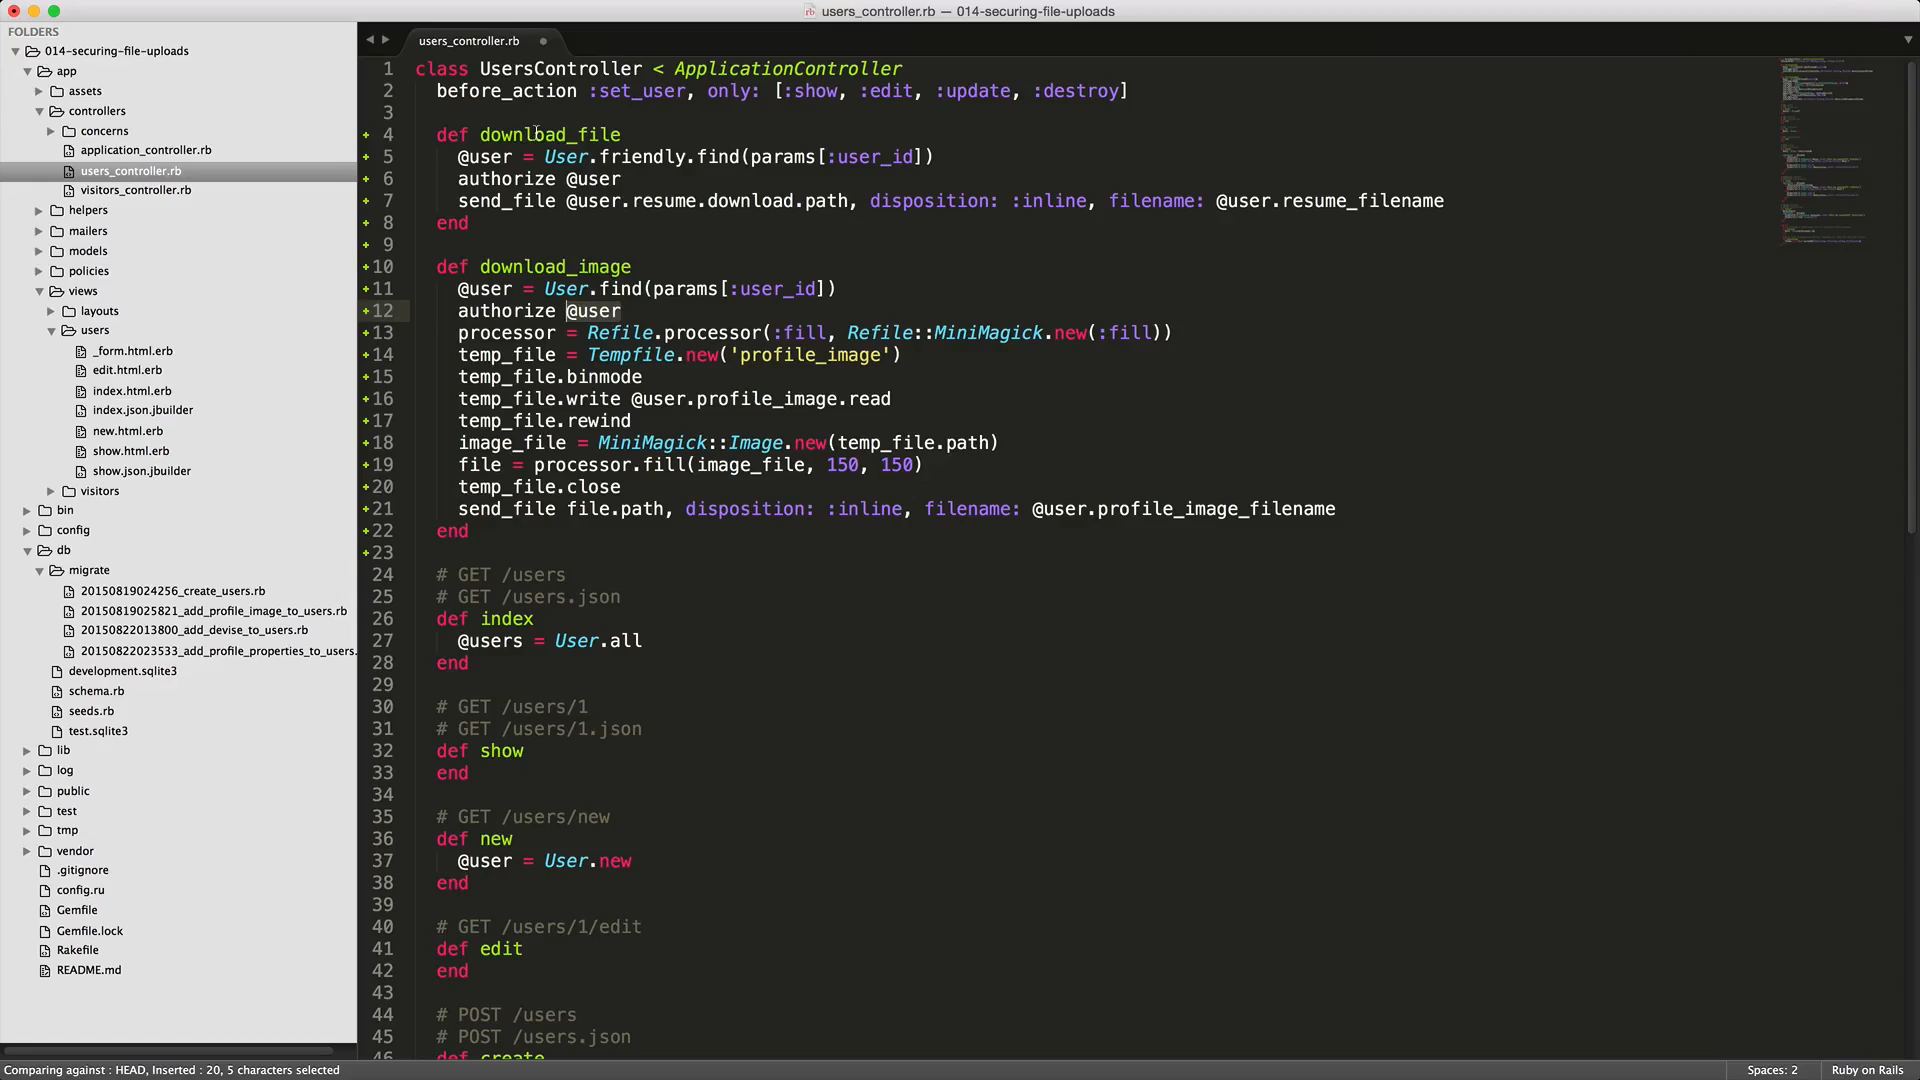 users_controller.rb — 014-securing-file-uploads
FOLDERS
014-securing-file-uploads
app
assets
controllers
concerns
application_controller.rb
users_controller.rb
visitors_controller.rb
helpers
mailers
models
policies
views
layouts
users
_form.html.erb
edit.html.erb
index.html.erb
index.json.jbuilder
new.html.erb
show.html.erb
show.json.jbuilder
visitors
bin
config
db
migrate
20150819024256_create_users.rb
20150819025821_add_profile_image_to_users.rb
20150822013800_add_devise_to_users.rb
20150822023533_add_profile_properties_to_users.
development.sqlite3
schema.rb
seeds.rb
test.sqlite3
lib
log
public
test
tmp
vendor
.gitignore
config.ru
Gemfile
Gemfile.lock
Rakefile
README.md
users_controller.rb
1 class UsersController < ApplicationController
2 before_action :set_user, only: [:show, :edit, :update, :destroy]
3
4 def download_file
5 @user = User.friendly.find(params[:user_id])
6 authorize @user
7 send_file @user.resume.download.path, disposition: :inline, filename: @user.resume_filename
8 end
9
10 def download_image
11 @user = User.find(params[:user_id])
12 authorize @user
13 processor = Refile.processor(:fill, Refile::MiniMagick.new(:fill))
14 temp_file = Tempfile.new('profile_image')
15 temp_file.binmode
16 temp_file.write @user.profile_image.read
17 temp_file.rewind
18 image_file = MiniMagick::Image.new(temp_file.path)
19 file = processor.fill(image_file, 150, 150)
20 temp_file.close
21 send_file file.path, disposition: :inline, filename: @user.profile_image_filename
22 end
23
24 # GET /users
25 # GET /users.json
26 def index
27 @users = User.all
28 end
29
30 # GET /users/1
31 # GET /users/1.json
32 def show
33 end
34
35 # GET /users/new
36 def new
37 @user = User.new
38 end
39
40 # GET /users/1/edit
41 def edit
42 end
43
44 # POST /users
45 # POST /users.json
46 def create
Comparing against : HEAD, Inserted : 20, 5 characters selected
Spaces: 2
Ruby on Rails